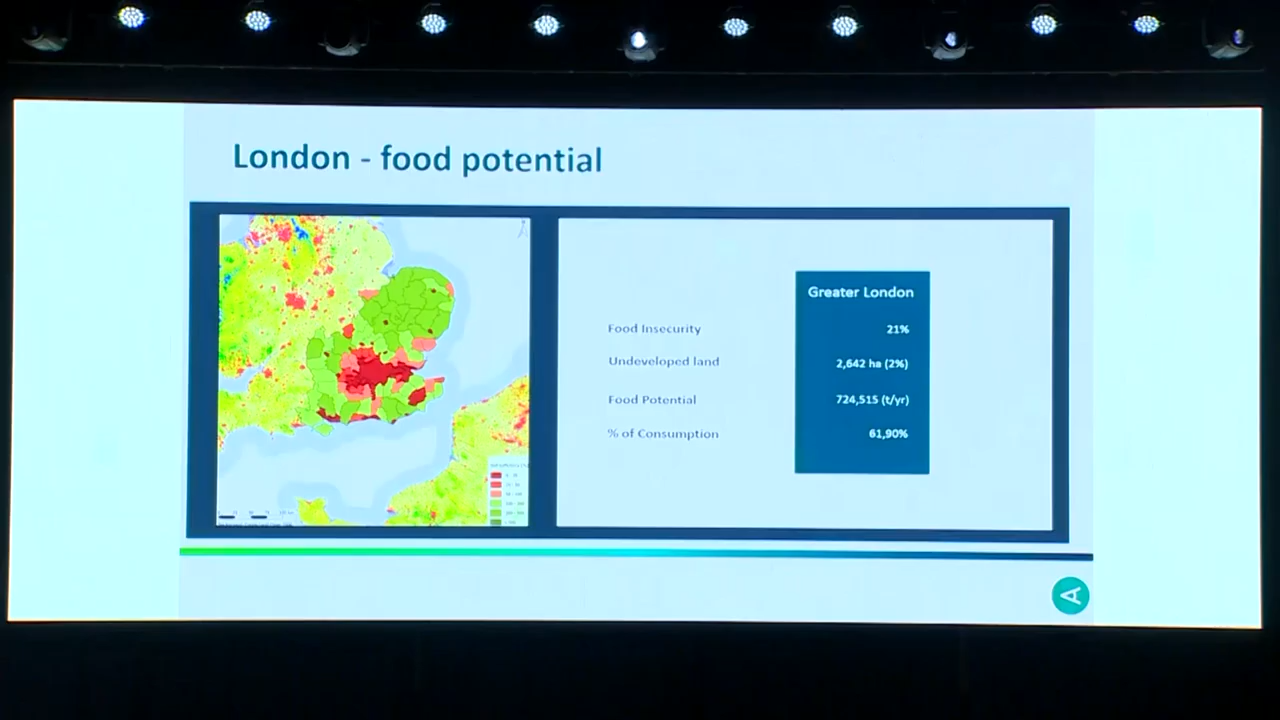 London - food potential
Greater London
Food Insecurity 21%
Undeveloped land 2,642 ha (2%)
Food Potential 724,515 (t/yr)
% of Consumption 61,90%
A